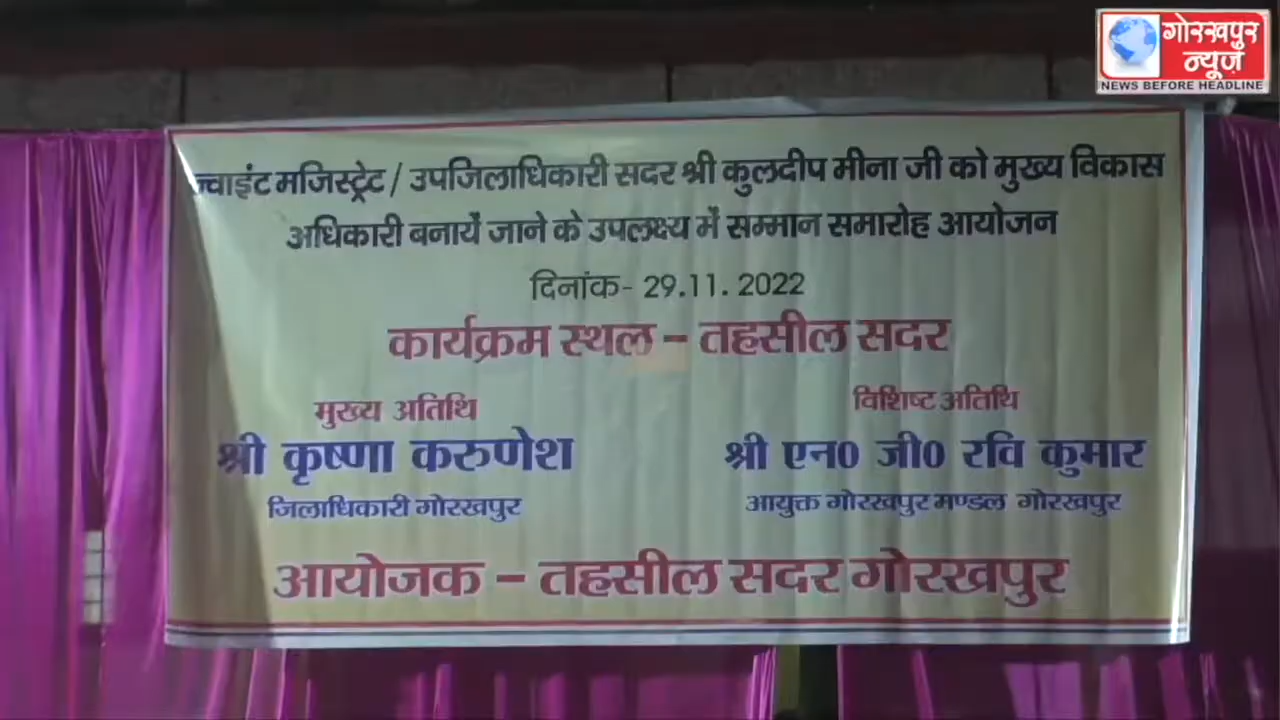 गोरखपुर
न्यूज़
NEWS BEFORE HEADLINE
ज्वाइंट मजिस्ट्रेट / उपजिलाधिकारी सदर श्री कुलदीप मीना जी को मुख्य विकास
अधिकारी बनायें जाने के उपलक्ष्य में सम्मान समारोह आयोजन
दिनांक- 29.11. 2022
कार्यक्रम स्थल – तहसील सदर
मुख्य अतिथि
श्री कृष्णा करुणेश
जिलाधिकारी गोरखपुर
विशिष्ट अतिथि
श्री एन0 जी0 रवि कुमार
आयुक्त गोरखपुर मण्डल गोरखपुर
आयोजक – तहसील सदर गोरखपुर